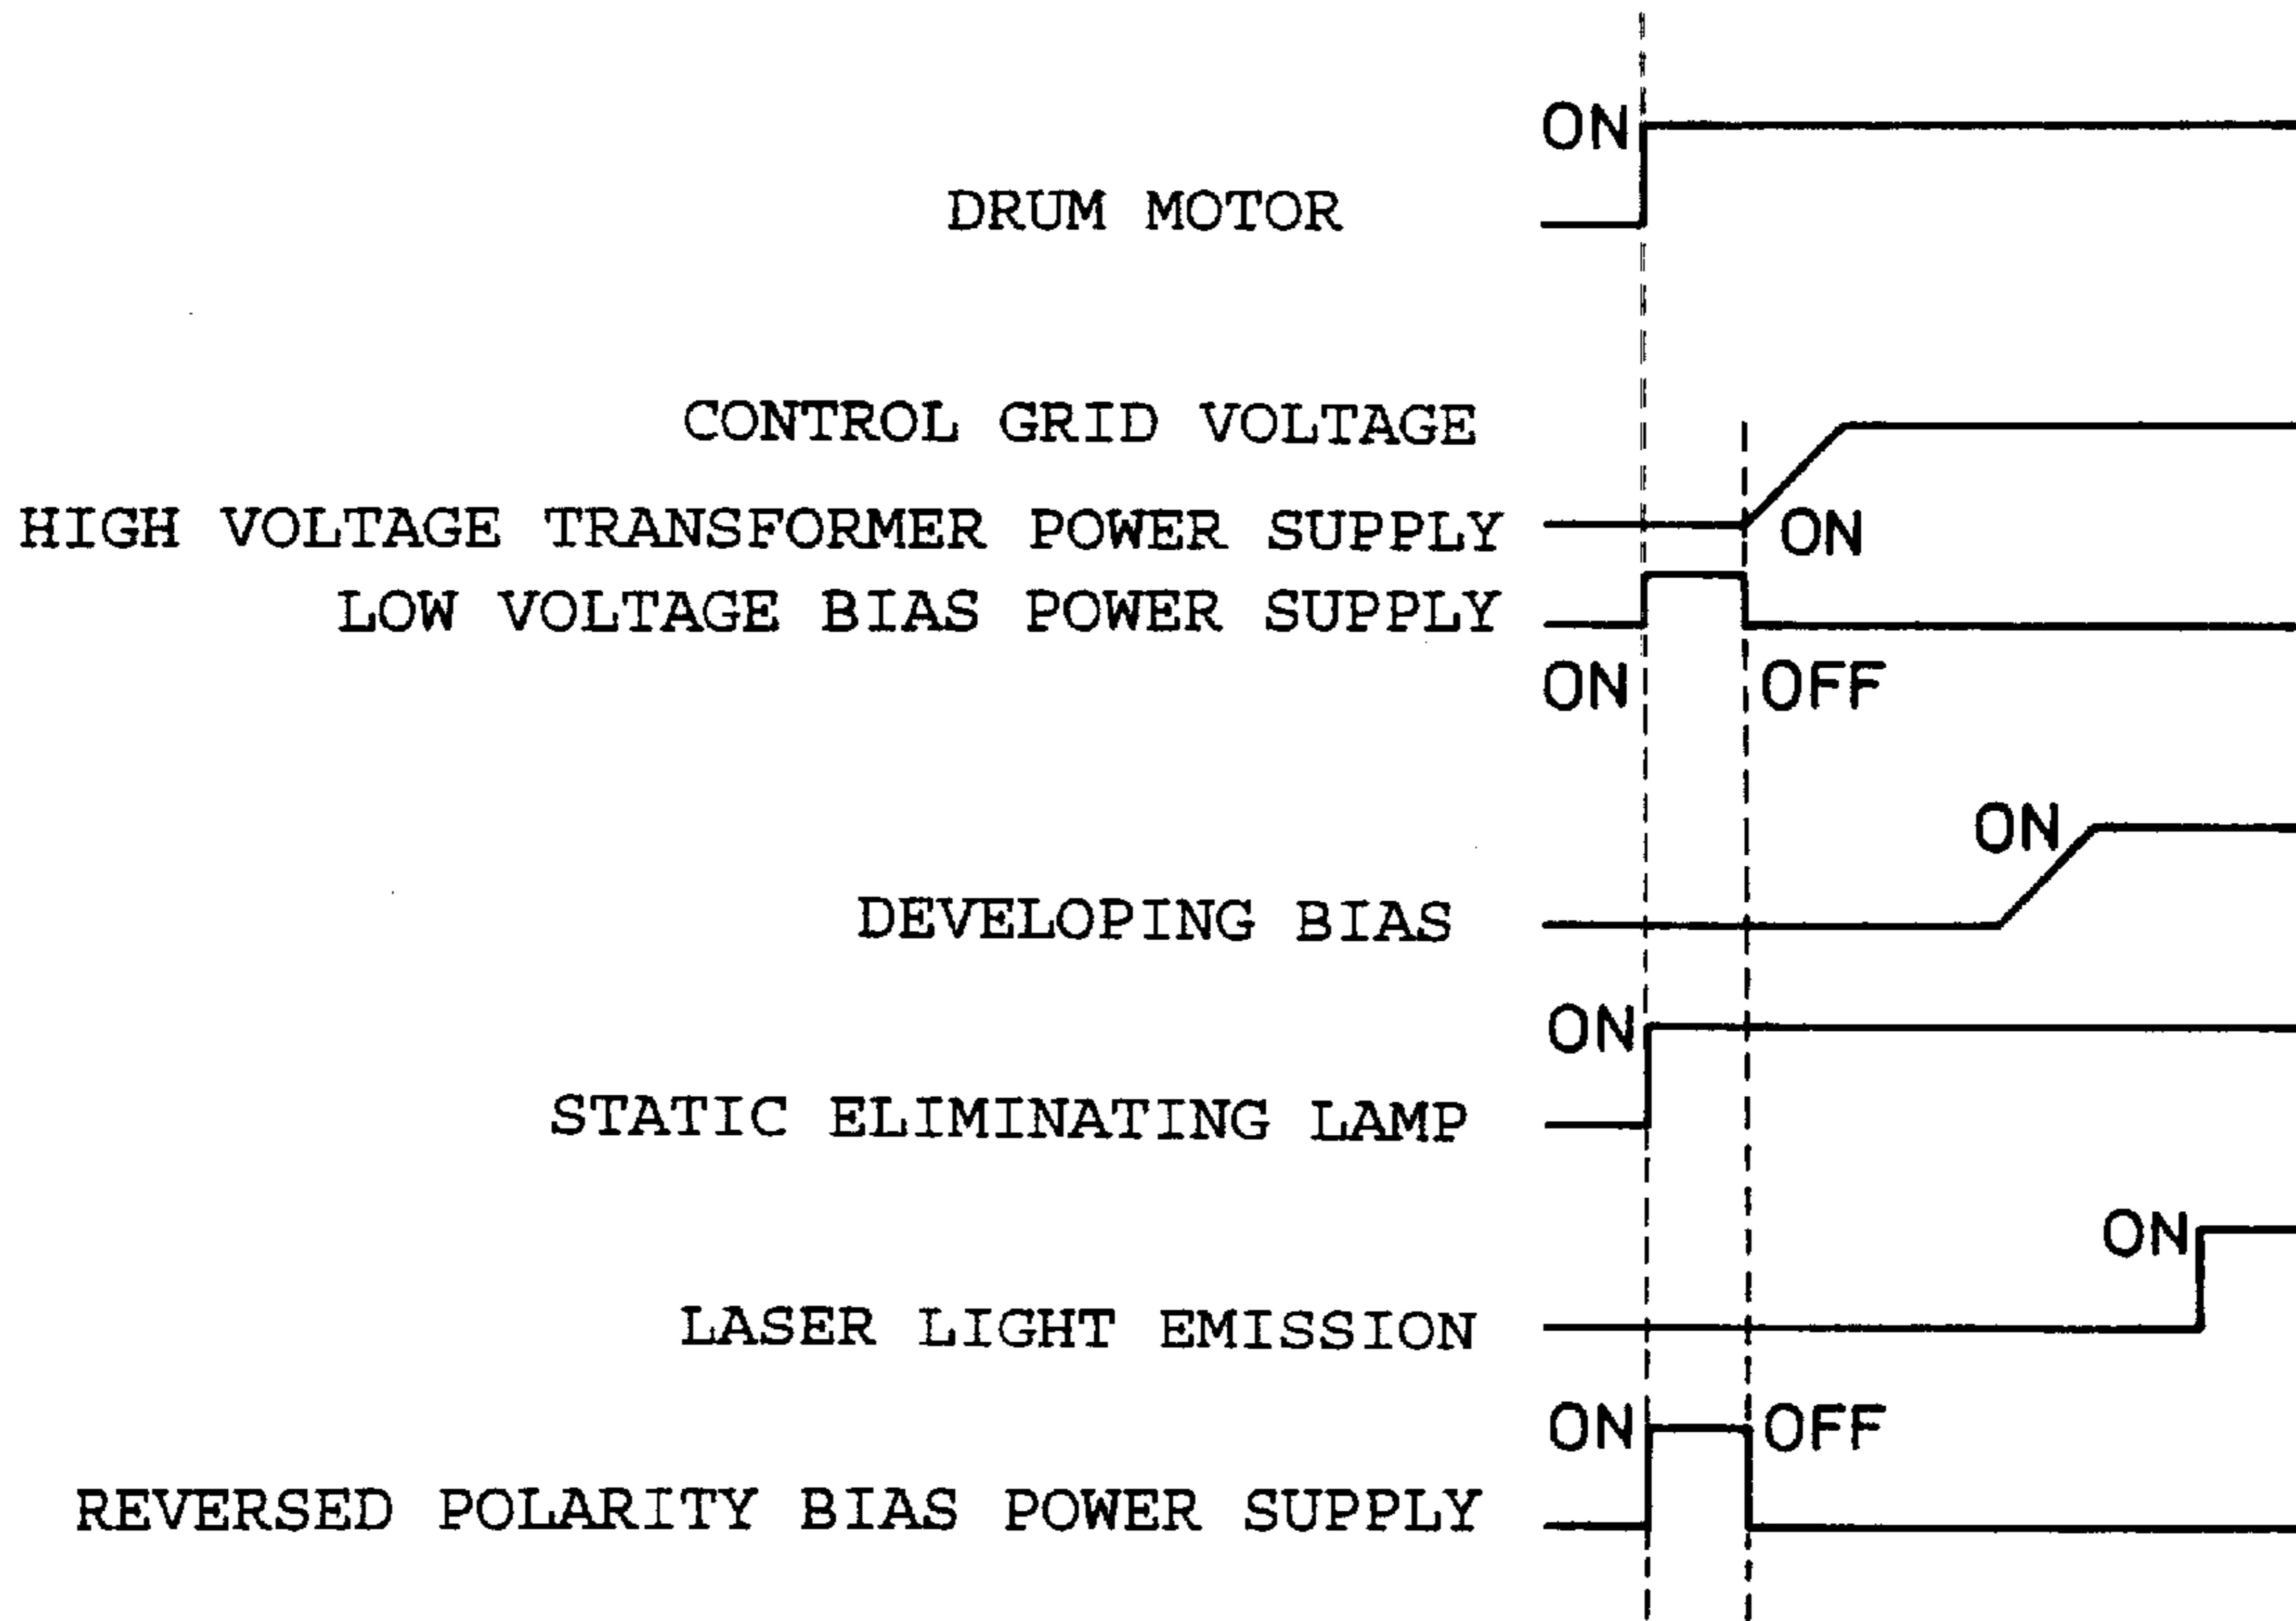 ON
DRUM MOTOR
CONTROL GRID VOLTAGE
HIGH VOLTAGE TRANSFORMER POWER SUPPLY
ON
LOW VOLTAGE BIAS POWER SUPPLY
ON OFF
ON
DEVELOPING BIAS
ON
STATIC ELIMINATING LAMP
ON
LASER LIGHT EMISSION
ON OFF
REVERSED POLARITY BIAS POWER SUPPLY